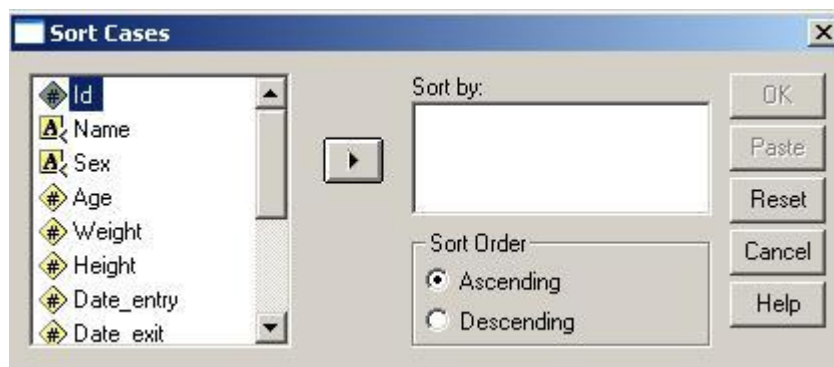 Sort Cases
Id
Name
Sex
Age
Weight
Height
Date_entry
Date_exit
Sort by:
Sort Order
Ascending
Descending
OK
Paste
Reset
Cancel
Help